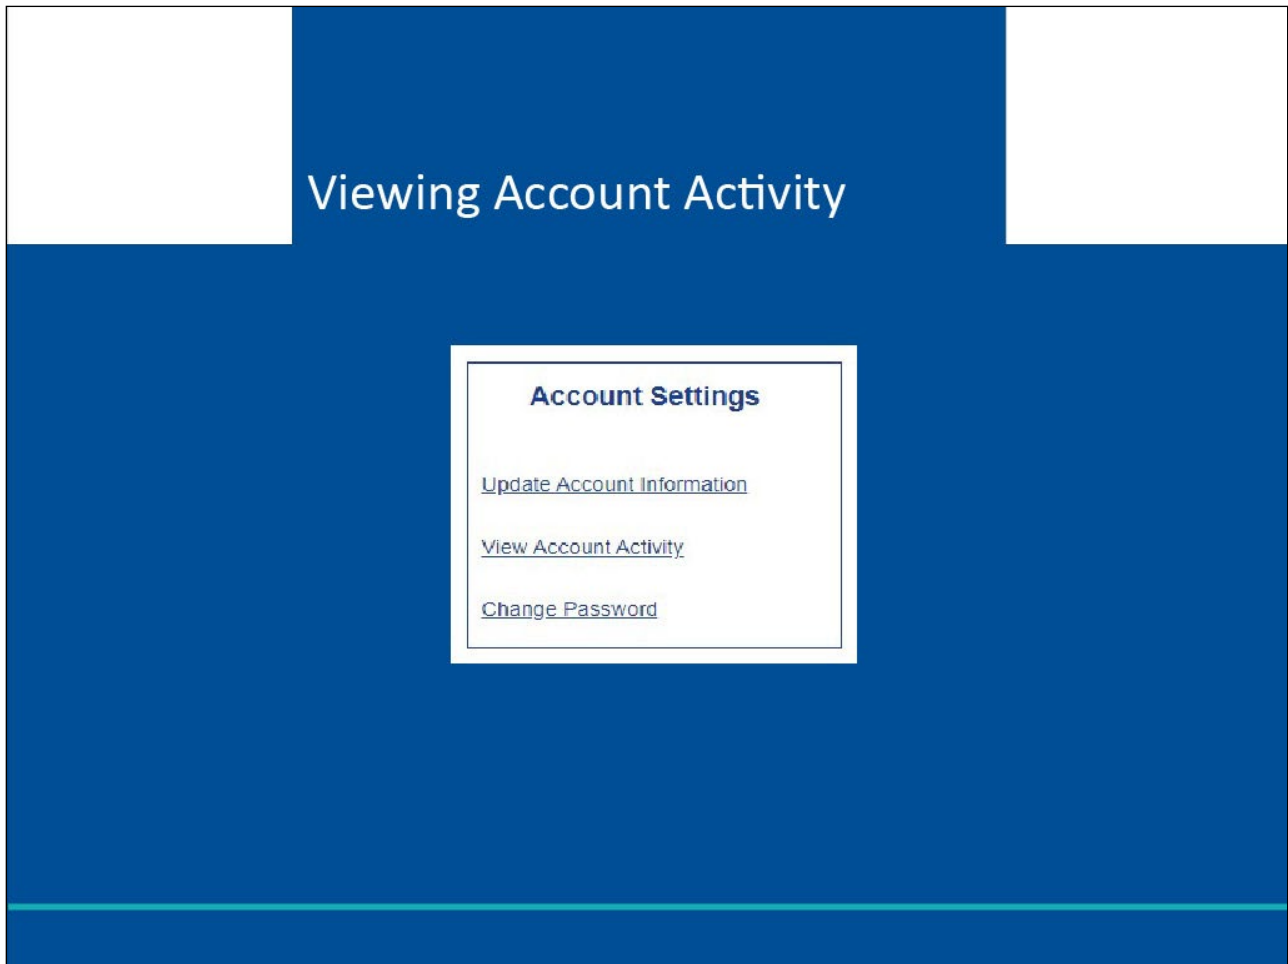 Viewing Account Activity
Account Settings
Update Account Information
View Account Activity
Change Password